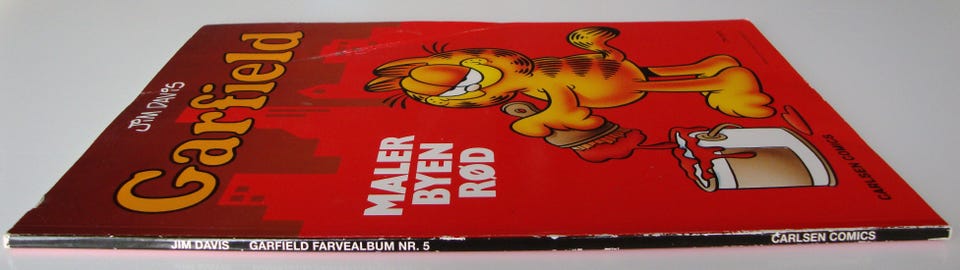 JIM DAVIS
Garfield
MALER
BYEN
RØD
CARLSEN COMICS
JIM DAVIS GARFIELD FARVEALBUM NR. 5 CARLSEN COMICS